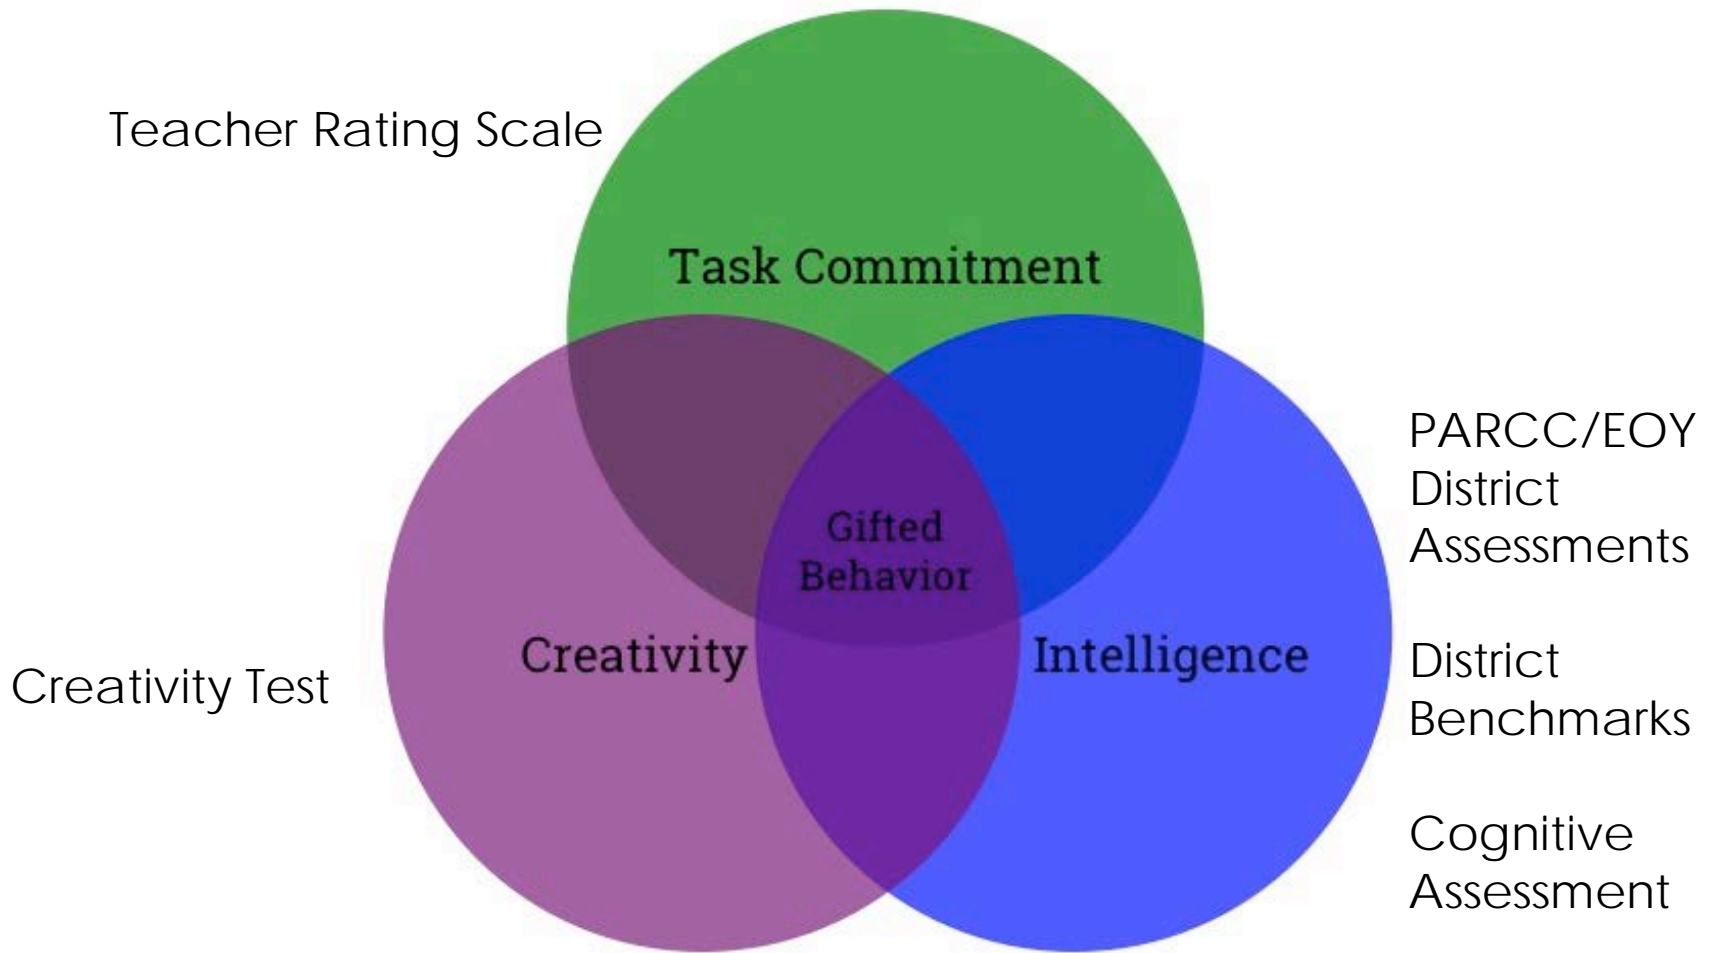 Teacher Rating Scale
Task Commitment
PARCC/EOY
District
Assessments
Gifted
Behavior
Creativity
Intelligence
Creativity Test
District
Benchmarks
Cognitive
Assessment